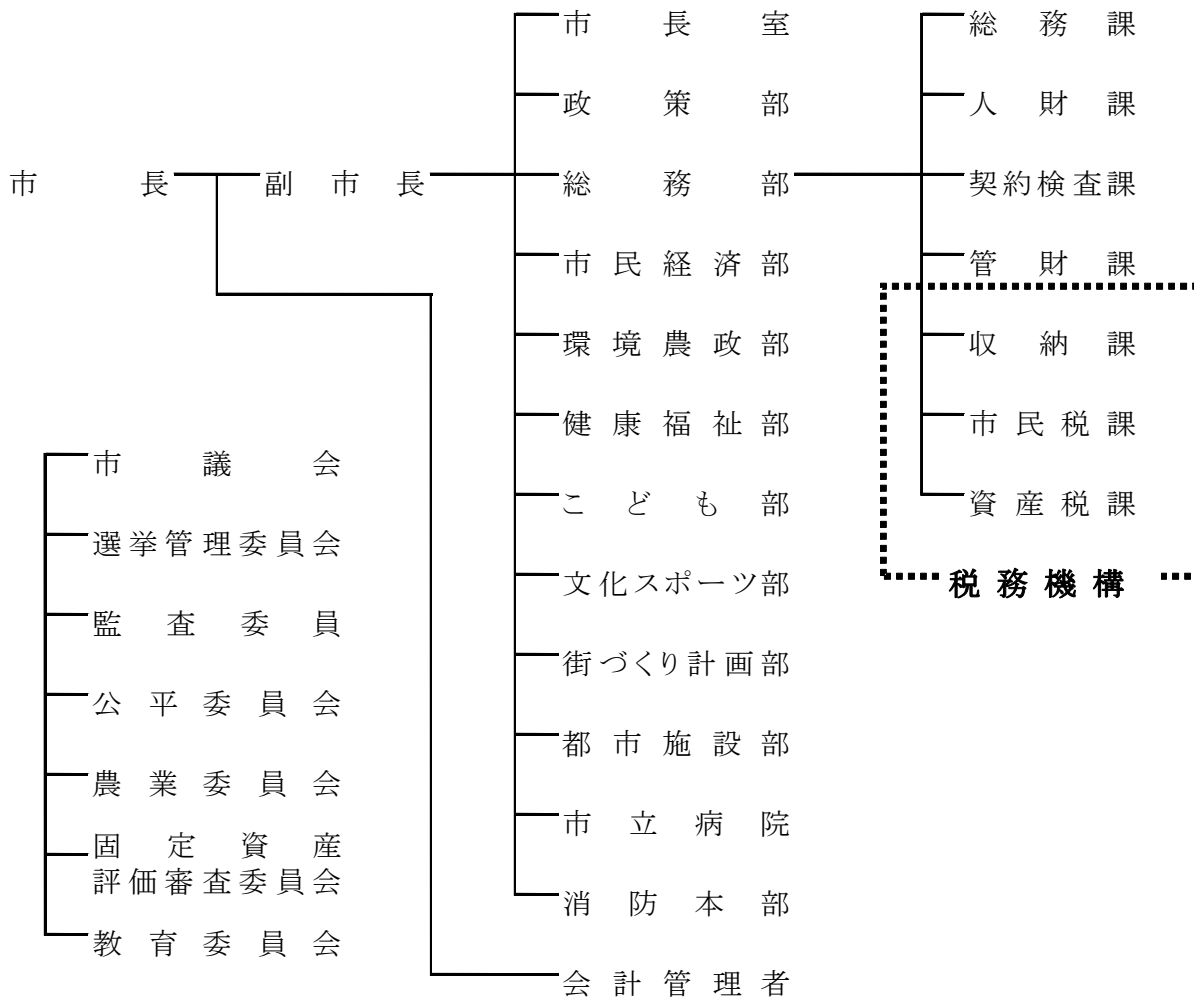 市長
副市長
市長室
政策部
総務部
市民経済部
環境農政部
健康福祉部
こども部
文化スポーツ部
街づくり計画部
都市施設部
市立病院
消防本部
会計管理者
総務課
人財課
契約検査課
管財課
収納課
市民税課
資産税課
税務機構
市議会
選挙管理委員会
監査委員
公平委員会
農業委員会
固定資産
評価審査委員会
教育委員会